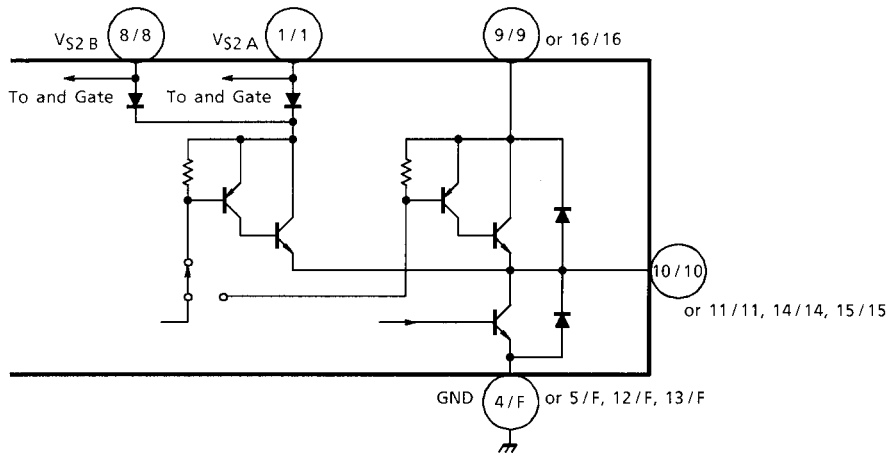 VS2 B 8/8 VS2 A 1/1 9/9 or 16/16
To and Gate To and Gate
10/10
or 11/11, 14/14, 15/15
GND 4/F or 5/F, 12/F, 13/F